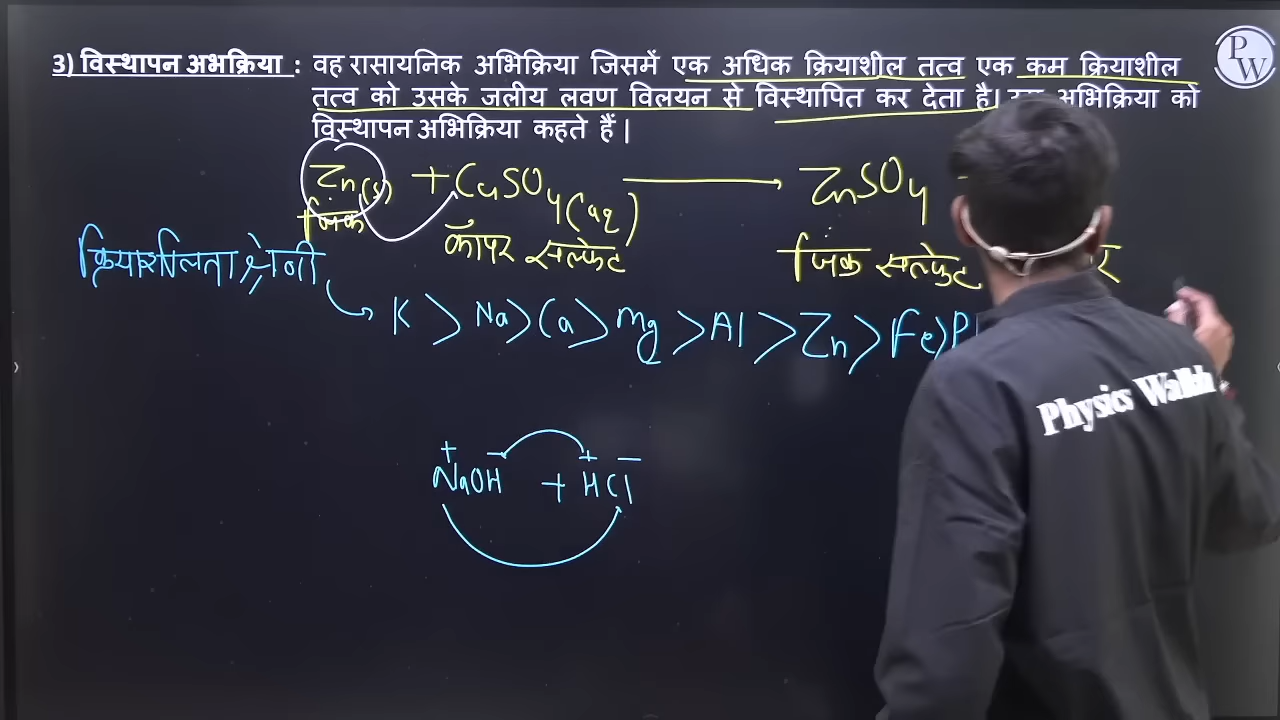 3) विस्थापन अभक्रिया : वह रासायनिक अभिक्रिया जिसमें एक अधिक क्रियाशील तत्व एक कम क्रियाशील
तत्व को उसके जलीय लवण विलयन से विस्थापित कर देता है। अभिक्रिया को
विस्थापन अभिक्रिया कहते हैं |
Zn(s) + CuSO4(aq) ZnSO4
जिंक कॉपर सल्फेट जिंक सल्फेट
क्रियाशीलता श्रेणी
K > Na > Ca > Mg > Al > Zn > Fe >
+ - + -
NaOH + HCl
PW
Physics Wallah